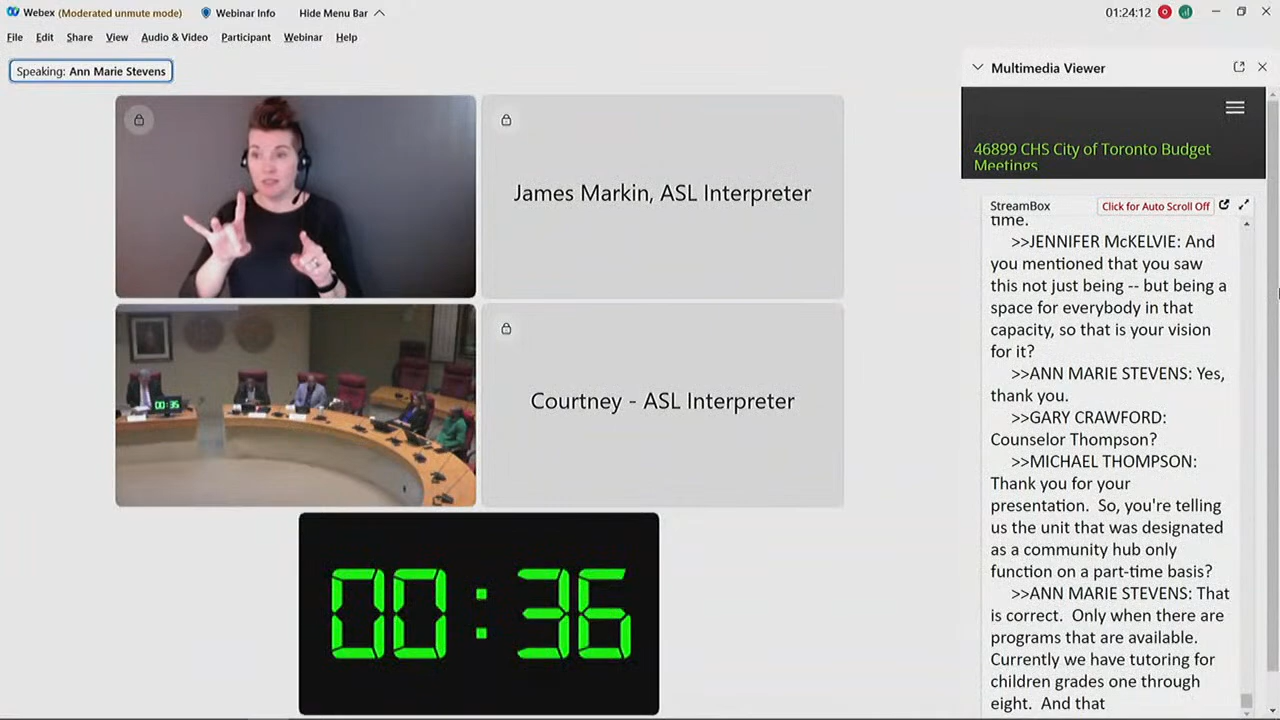 Webex (Moderated unmute mode) Webinar Info Hide Menu Bar 01:24:12
File Edit Share View Audio & Video Participant Webinar Help
Speaking: Ann Marie Stevens
Multimedia Viewer
46899 CHS City of Toronto Budget
Meetings
James Markin, ASL Interpreter
StreamBox Click for Auto Scroll Off
time.
>>JENNIFER McKELVIE: And
you mentioned that you saw
this not just being -- but being a
space for everybody in that
capacity, so that is your vision
for it?
>>ANN MARIE STEVENS: Yes,
thank you.
>>GARY CRAWFORD:
Counselor Thompson?
>>MICHAEL THOMPSON:
Thank you for your
presentation. So, you're telling
us the unit that was designated
as a community hub only
function on a part-time basis?
>>ANN MARIE STEVENS: That
is correct. Only when there are
programs that are available.
Currently we have tutoring for
children grades one through
eight. And that
00:35
Courtney - ASL Interpreter
00:36